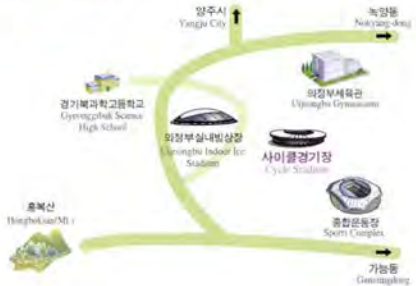 양주시
Yangju City
녹양동
Nokyang-dong
의정부체육관
Uijeongbu Gymnasium
경기북과학고등학교
Gyeonggibuk Science
High School
의정부실내빙상장
Uijeongbu Indoor Ice
Stadium
사이클경기장
Cycle Stadium
홍복산
Hongboksan(Mt.)
종합운동장
Sports Complex
가능동
Ganeungdong